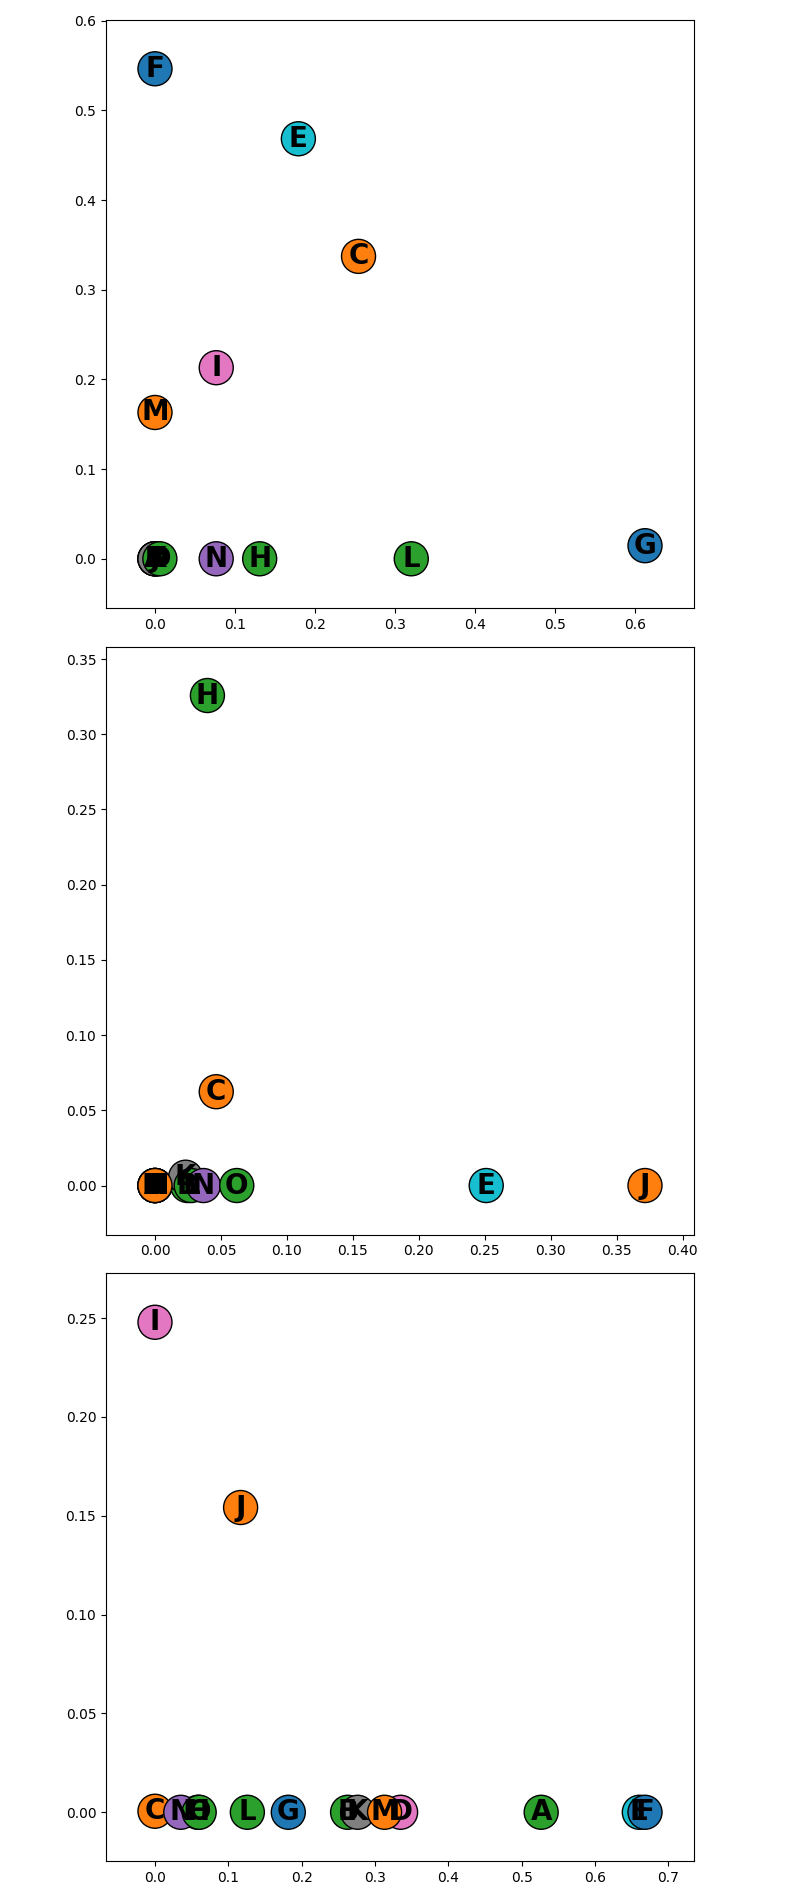 0.6
F
0.5
E
0.4
C
0.3
I
0.2
M
0.1
G
0.0
N H L
0.0 0.1 0.2 0.3 0.4 0.5 0.6
0.35
H
0.30
0.25
0.20
0.15
0.10
C
0.05
K
0.00
N O E J
0.00 0.05 0.10 0.15 0.20 0.25 0.30 0.35 0.40
0.25
I
0.20
J
0.15
0.10
0.05
0.00
C N L G K M D A F
0.0 0.1 0.2 0.3 0.4 0.5 0.6 0.7